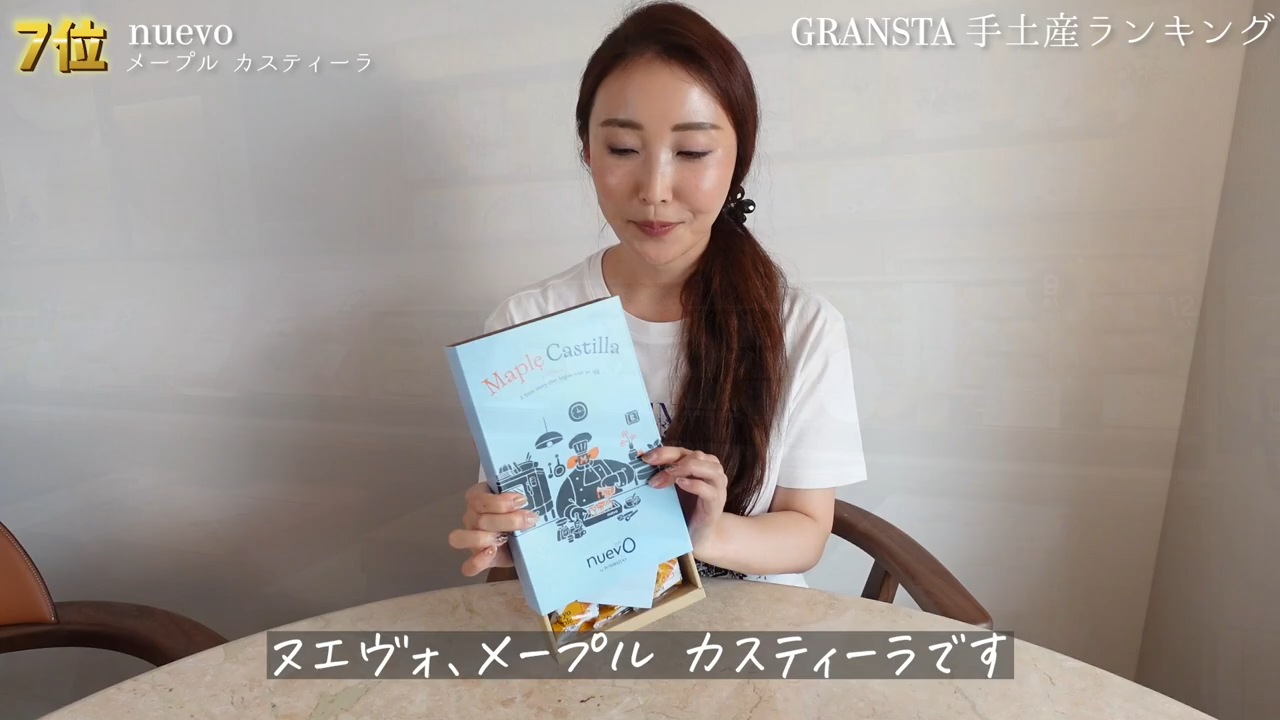 7位
nuevo
メープル カスティーラ
GRANSTA 手土産ランキング
Maple Castilla
nuevo
ヌエヴォ、メープル カスティーラです